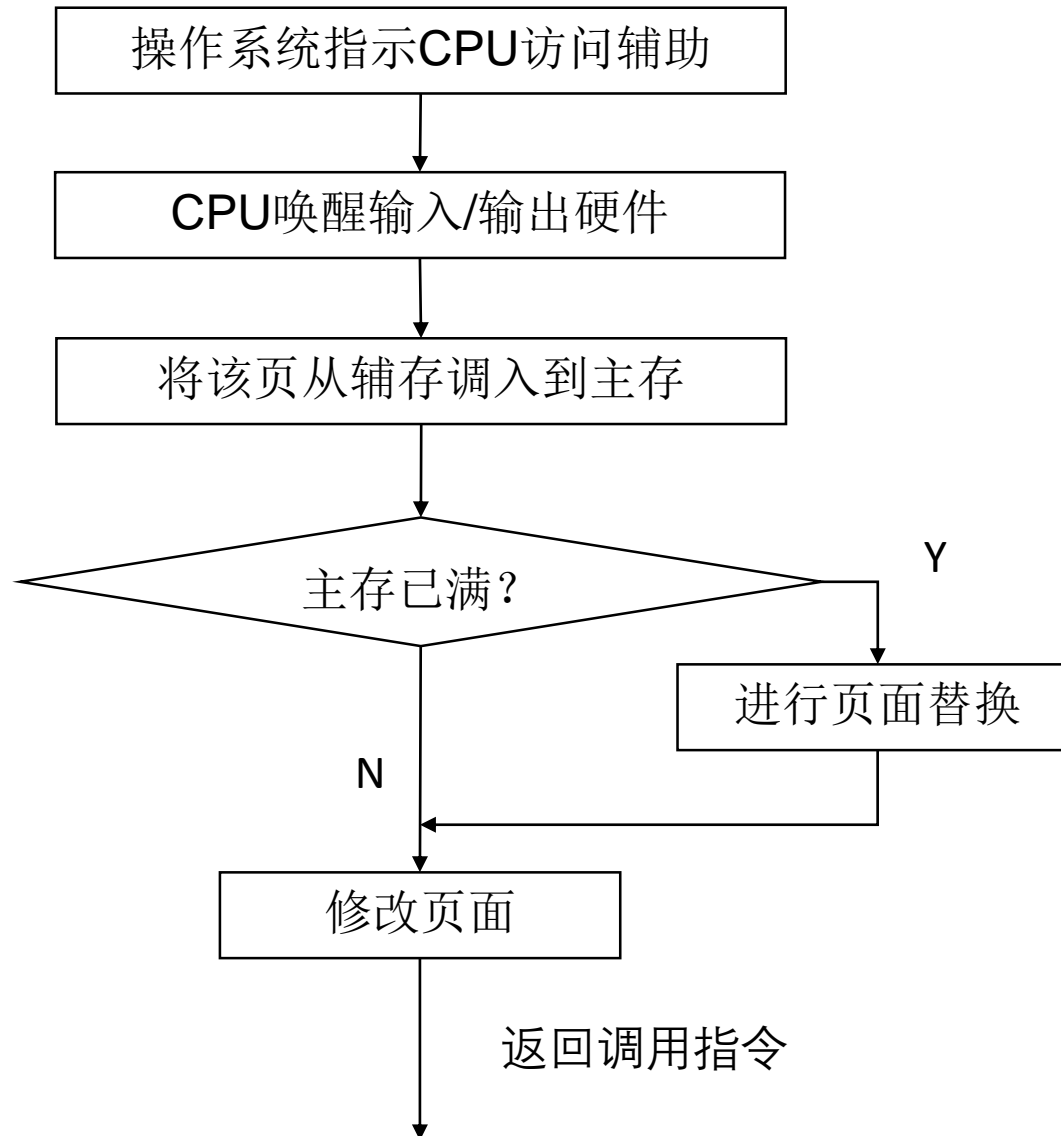 操作系统指示CPU访问辅助
CPU唤醒输入/输出硬件
将该页从辅存调入到主存
主存已满？
Y
进行页面替换
N
修改页面
返回调用指令